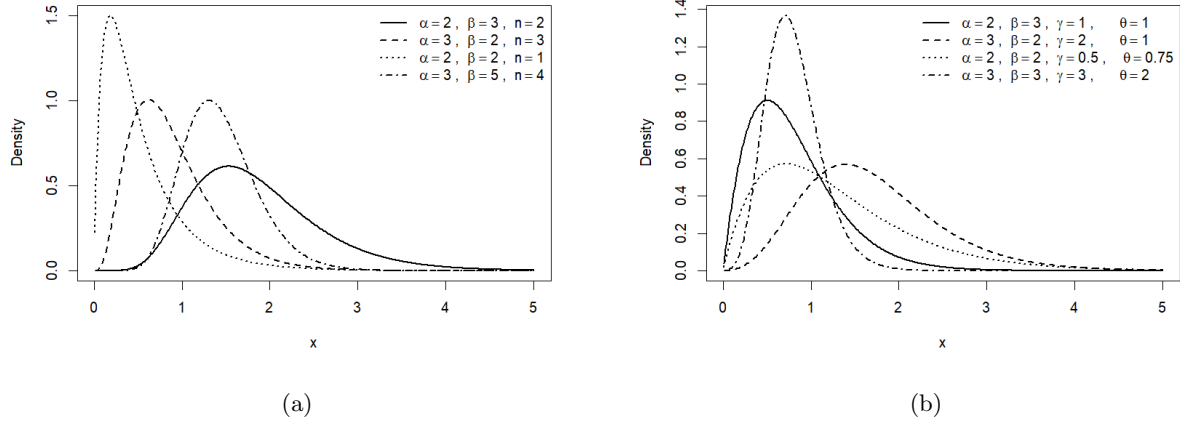 α=2 , β=3 , n=2
α=3 , β=2 , n=3
α=2 , β=2 , n=1
α=3 , β=5 , n=4
Density
0.0 0.5 1.0 1.5
0 1 2 3 4 5
x
(a)
α=2 , β=3 , γ=1 , θ=1
α=3 , β=2 , γ=2 , θ=1
α=2 , β=2 , γ=0.5 , θ=0.75
α=3 , β=3 , γ=3 , θ=2
Density
0.0 0.2 0.4 0.6 0.8 1.0 1.2 1.4
0 1 2 3 4 5
x
(b)